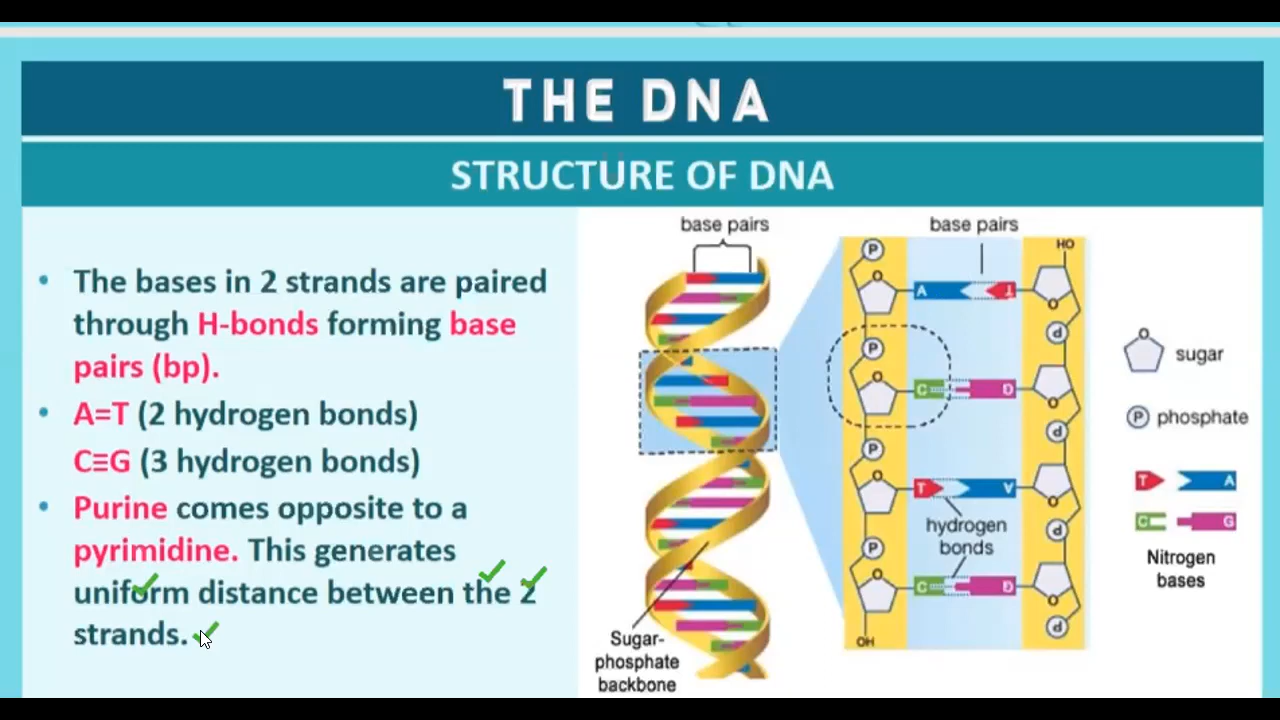 THE DNA
STRUCTURE OF DNA
• The bases in 2 strands are paired
through H-bonds forming base
pairs (bp).
• A=T (2 hydrogen bonds)
C≡G (3 hydrogen bonds)
• Purine comes opposite to a
pyrimidine. This generates
uniform distance between the 2
strands.
base pairs
Sugar-
phosphate
backbone
base pairs
P
HO
O
A
T
O
P
P
O
C
G
O
P
P
O
T
A
O
hydrogen
bonds
P
P
O
C
G
O
P
OH
O
sugar
P phosphate
T
A
C
G
Nitrogen
bases